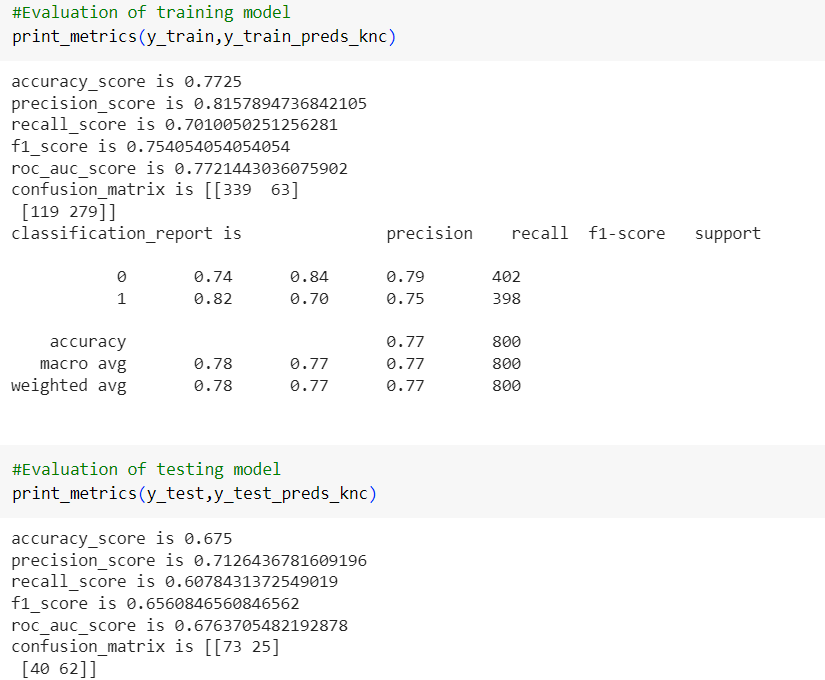 #Evaluation of training model
print_metrics(y_train,y_train_preds_knc)
accuracy_score is 0.7725
precision_score is 0.8157894736842105
recall_score is 0.7010050251256281
f1_score is 0.754054054054054
roc_auc_score is 0.7721443036075902
confusion_matrix is [[339  63]
 [119 279]]
classification_report is               precision    recall  f1-score   support
           0       0.74      0.84      0.79       402
           1       0.82      0.70      0.75       398
    accuracy                           0.77       800
   macro avg       0.78      0.77      0.77       800
weighted avg       0.78      0.77      0.77       800
#Evaluation of testing model
print_metrics(y_test,y_test_preds_knc)
accuracy_score is 0.675
precision_score is 0.7126436781609196
recall_score is 0.6078431372549019
f1_score is 0.6560846560846562
roc_auc_score is 0.6763705482192878
confusion_matrix is [[73 25]
 [40 62]]